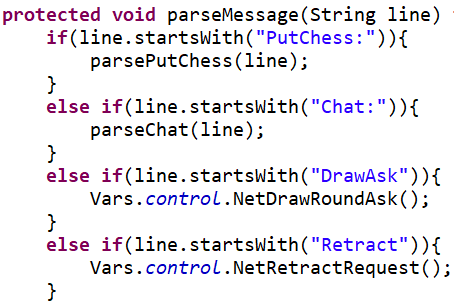 protected void parseMessage(String line)
if(line.startsWith("PutChess:")){
parsePutChess(line);
}
else if(line.startsWith("Chat:")){
parseChat(line);
}
else if(line.startsWith("DrawAsk")){
Vars.control.NetDrawRoundAsk();
}
else if(line.startsWith("Retract")){
Vars.control.NetRetractRequest();
}